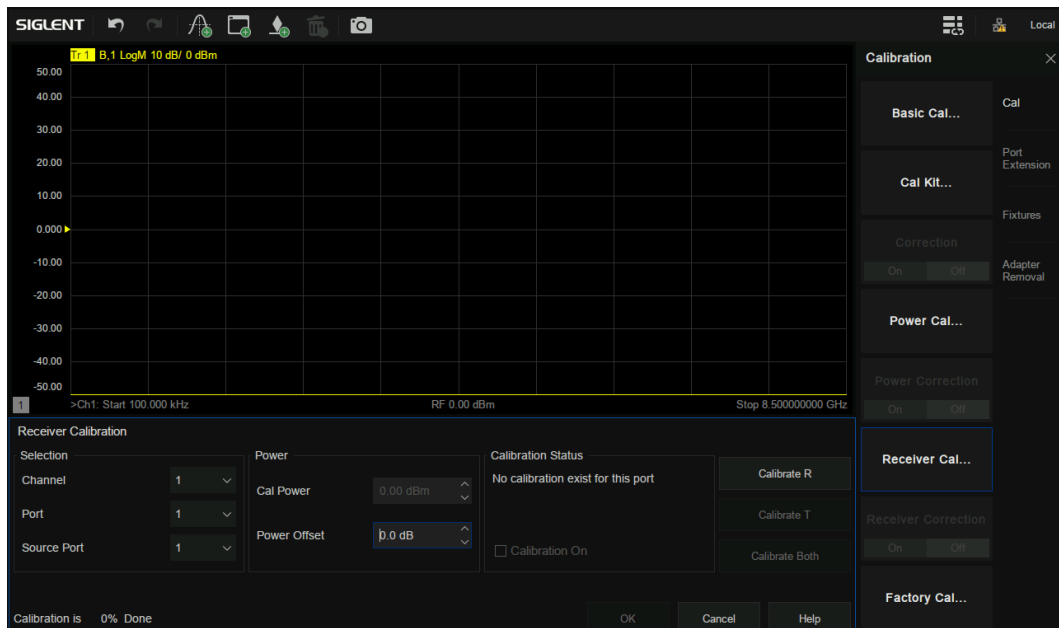 SIGLENT
Local
Tr 1 B,1 LogM 10 dB/ 0 dBm
50.00
40.00
30.00
20.00
10.00
0.000
-10.00
-20.00
-30.00
-40.00
-50.00
1 >Ch1: Start 100.000 kHz RF 0.00 dBm Stop 8.500000000 GHz
Receiver Calibration
Selection
Channel 1
Port 1
Source Port 1
Power
Cal Power 0.00 dBm
Power Offset 0.0 dB
Calibration Status
No calibration exist for this port
Calibration On
Calibrate R
Calibrate T
Calibrate Both
Calibration is 0% Done
OK Cancel Help
Calibration
Basic Cal...
Cal Kit...
Correction
On Off
Power Cal...
Power Correction
On Off
Receiver Cal...
Receiver Correction
On Off
Factory Cal...
Cal
Port
Extension
Fixtures
Adapter
Removal